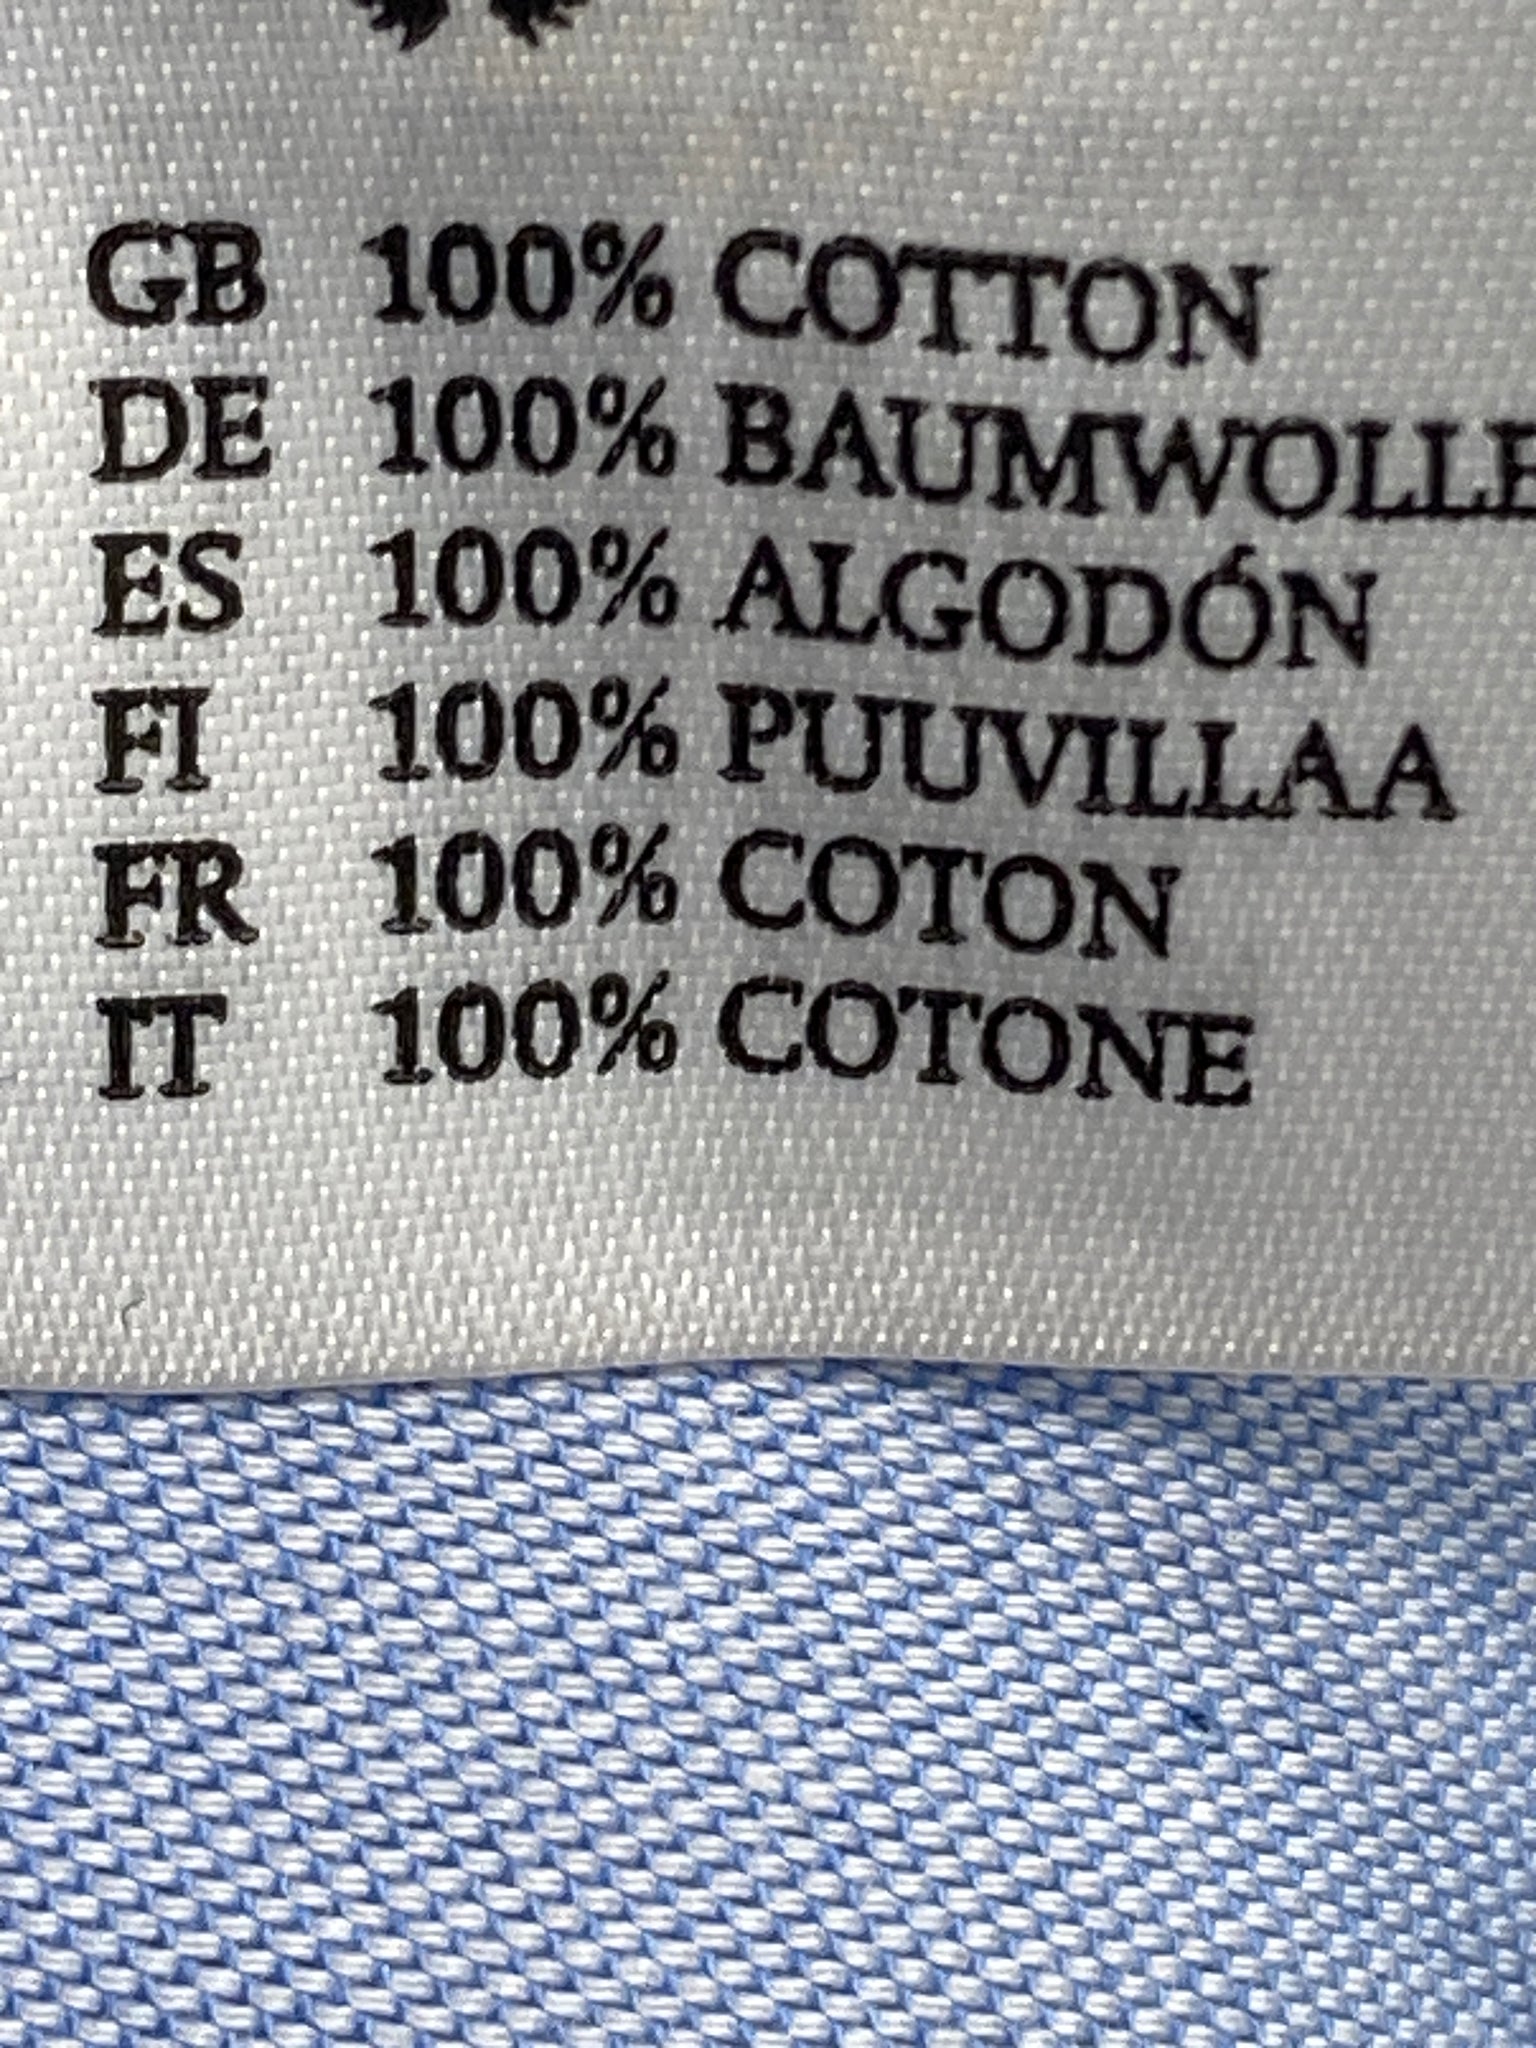 GB 100% COTTON
DE 100% BAUMWOLLE
ES 100% ALGODÓN
FI 100% PUUVILLAA
FR 100% COTON
IT 100% COTONE